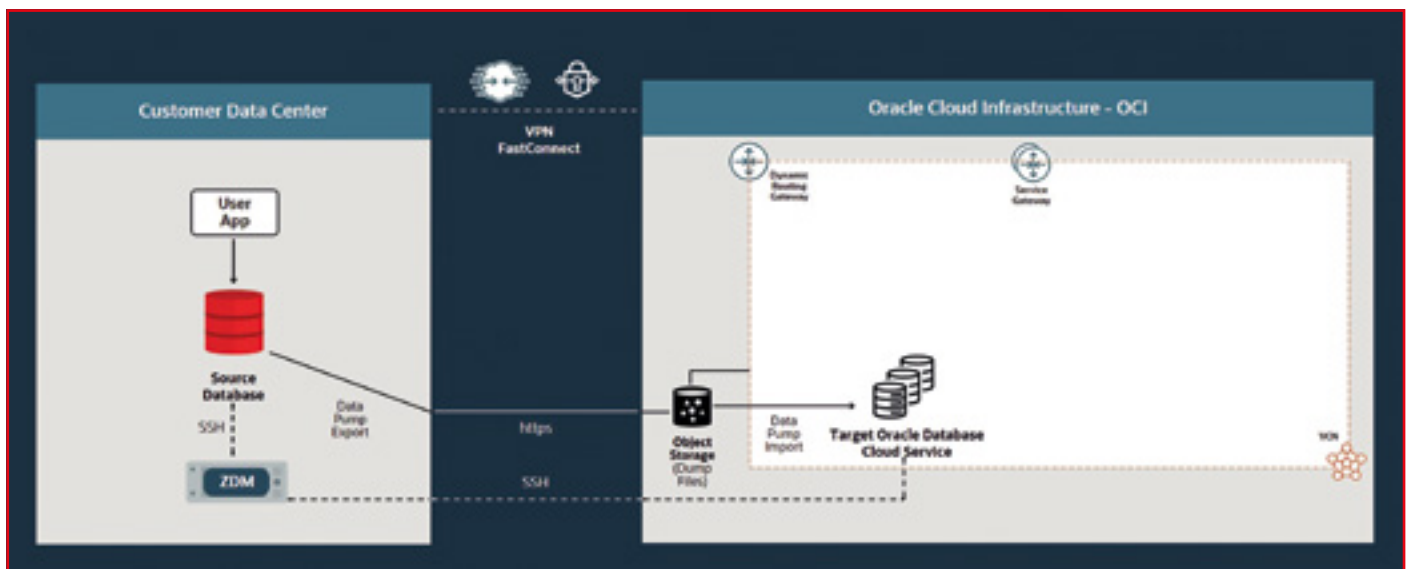 Customer Data Center
VPN
FastConnect
Oracle Cloud Infrastructure - OCI
Dynamic
Routing
Gateway
Service
Gateway
User
App
Source
Database
SSH
Data
Pump
Export
https
Object
Storage
(Dump
Files)
Data
Pump
Import
Target Oracle Database
Cloud Service
VCN
ZDM
SSH